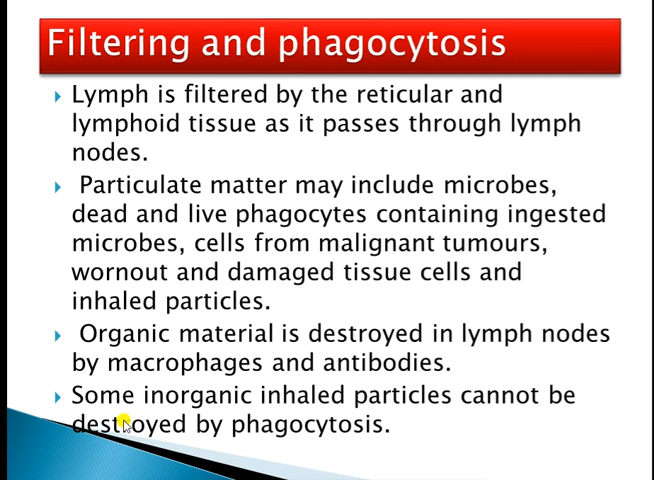 Filtering and phagocytosis
Lymph is filtered by the reticular and
lymphoid tissue as it passes through lymph
nodes.
Particulate matter may include microbes,
dead and live phagocytes containing ingested
microbes, cells from malignant tumours,
wornout and damaged tissue cells and
inhaled particles.
Organic material is destroyed in lymph nodes
by macrophages and antibodies.
Some inorganic inhaled particles cannot be
destroyed by phagocytosis.